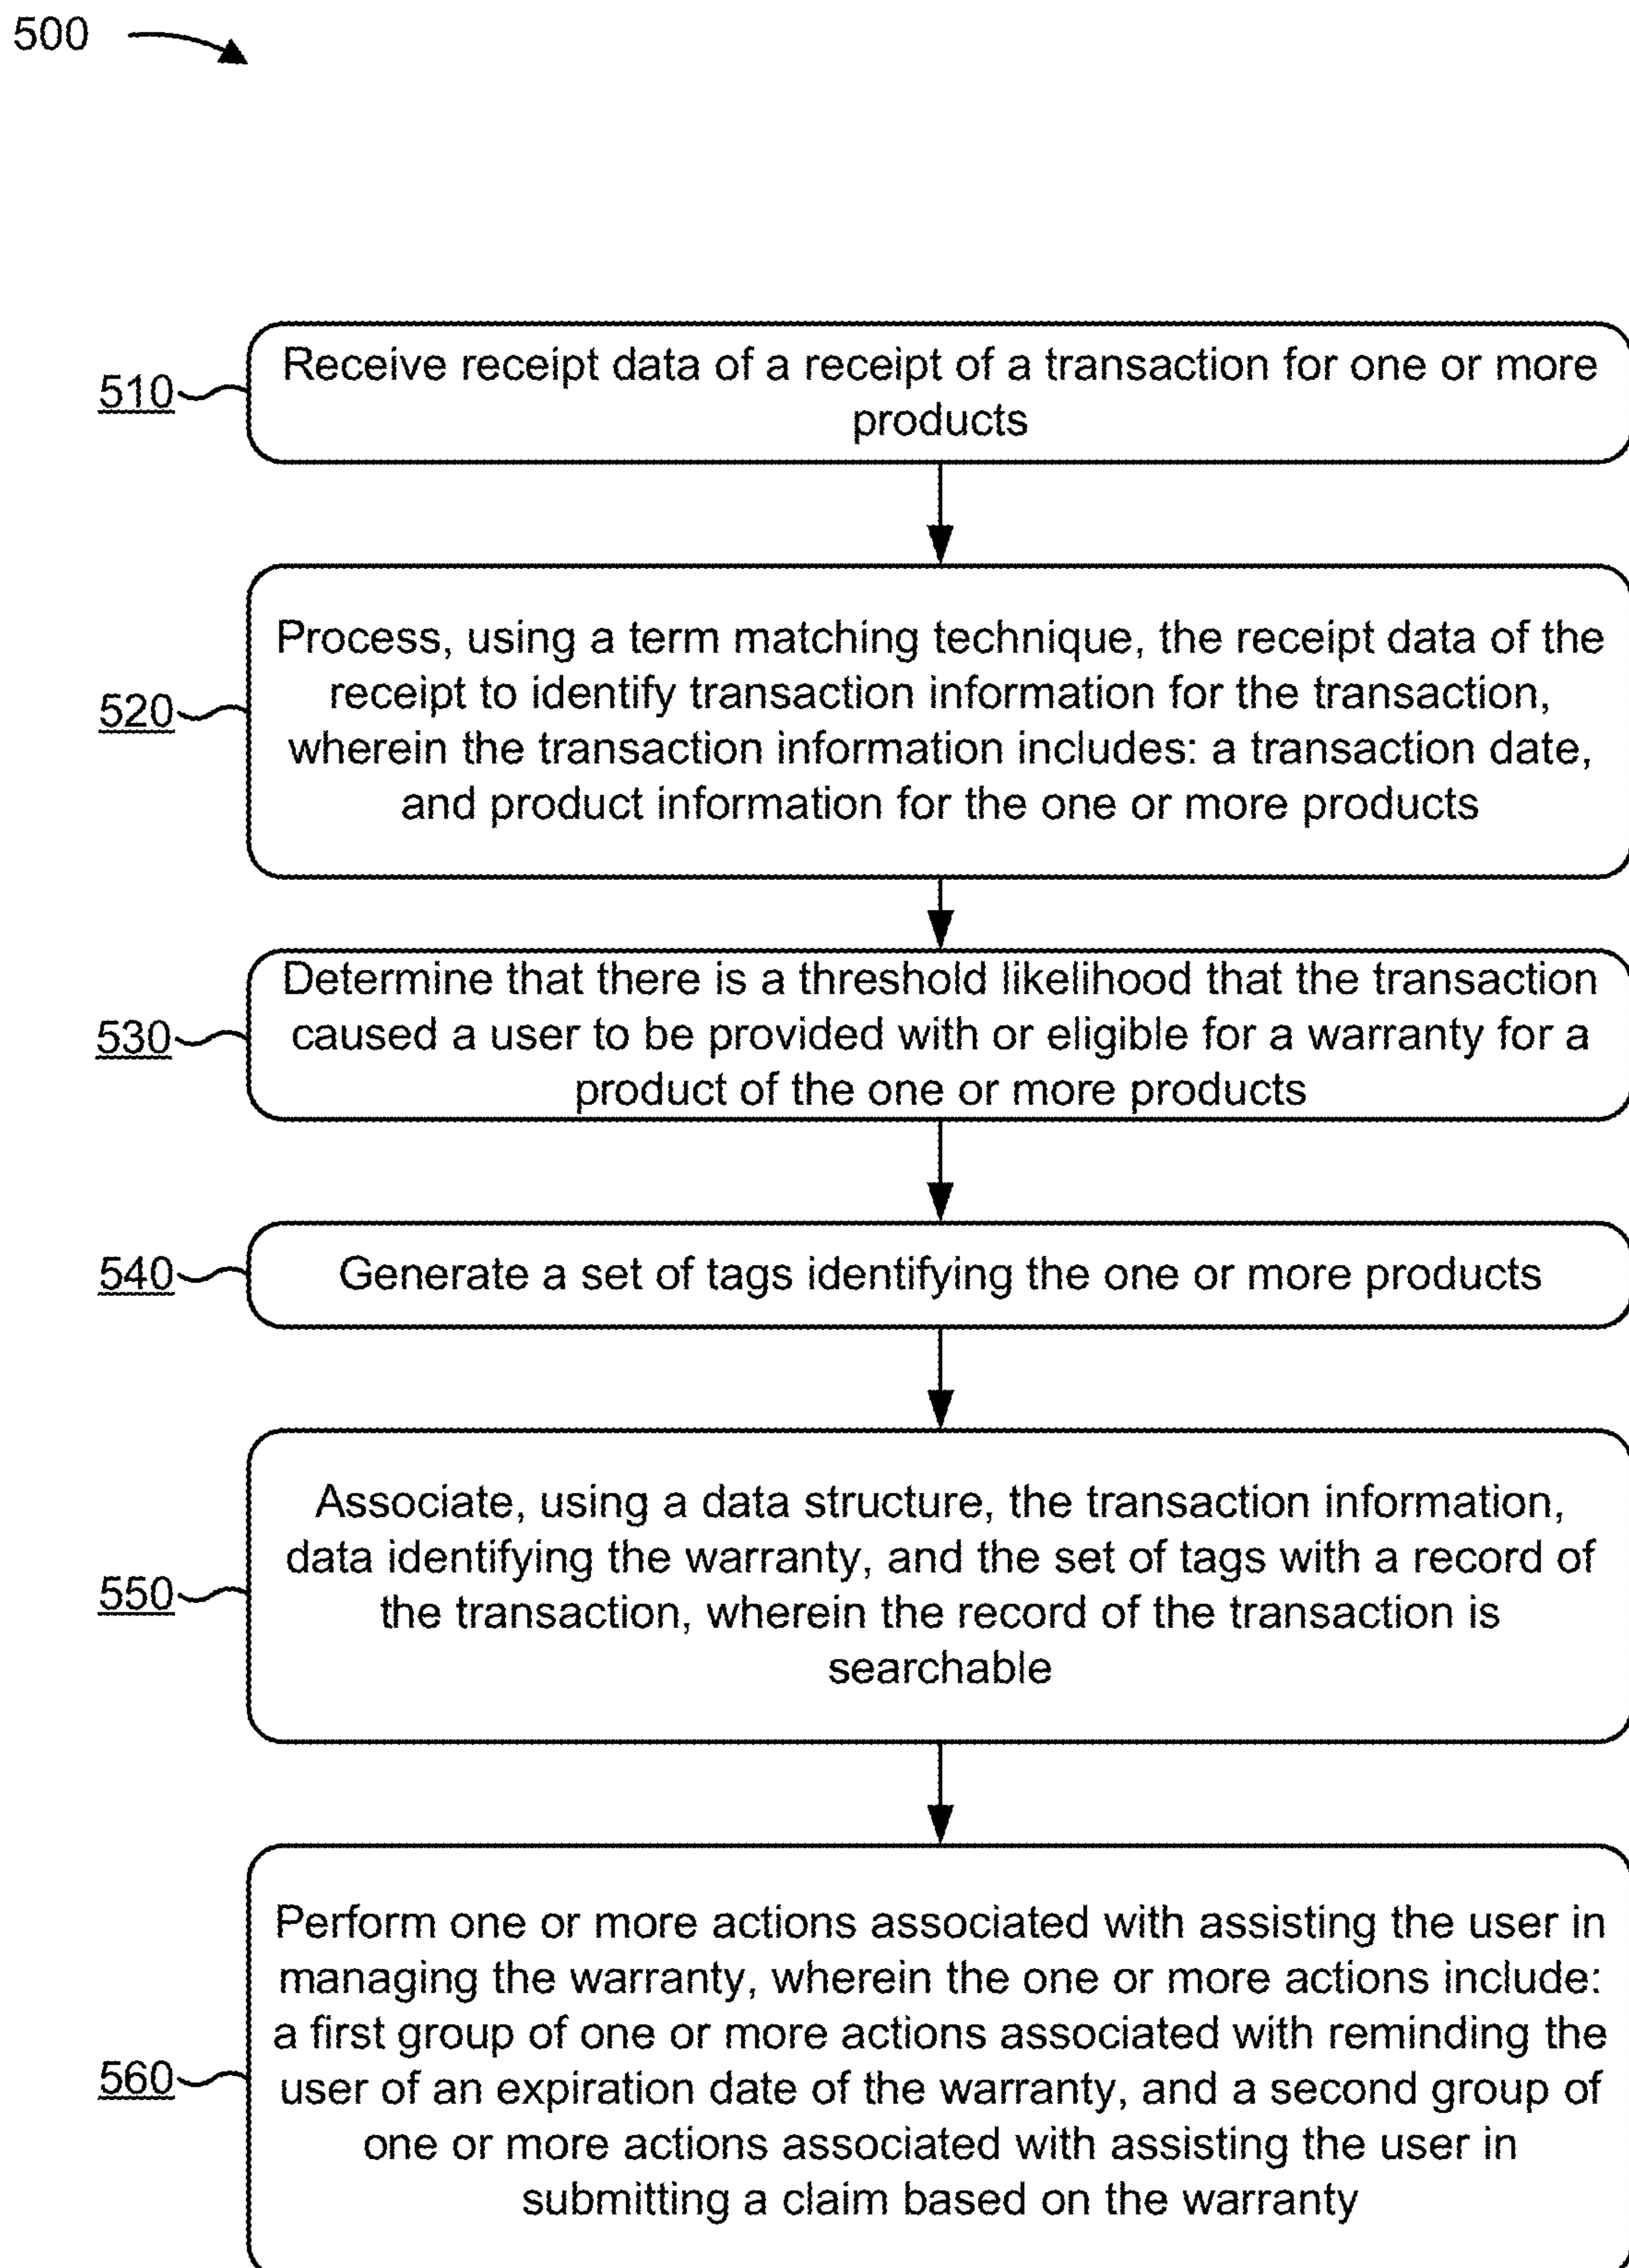 500
510
Receive receipt data of a receipt of a transaction for one or more
products
520
Process, using a term matching technique, the receipt data of the
receipt to identify transaction information for the transaction,
wherein the transaction information includes: a transaction date,
and product information for the one or more products
530
Determine that there is a threshold likelihood that the transaction
caused a user to be provided with or eligible for a warranty for a
product of the one or more products
540
Generate a set of tags identifying the one or more products
550
Associate, using a data structure, the transaction information,
data identifying the warranty, and the set of tags with a record of
the transaction, wherein the record of the transaction is
searchable
560
Perform one or more actions associated with assisting the user in
managing the warranty, wherein the one or more actions include:
a first group of one or more actions associated with reminding the
user of an expiration date of the warranty, and a second group of
one or more actions associated with assisting the user in
submitting a claim based on the warranty